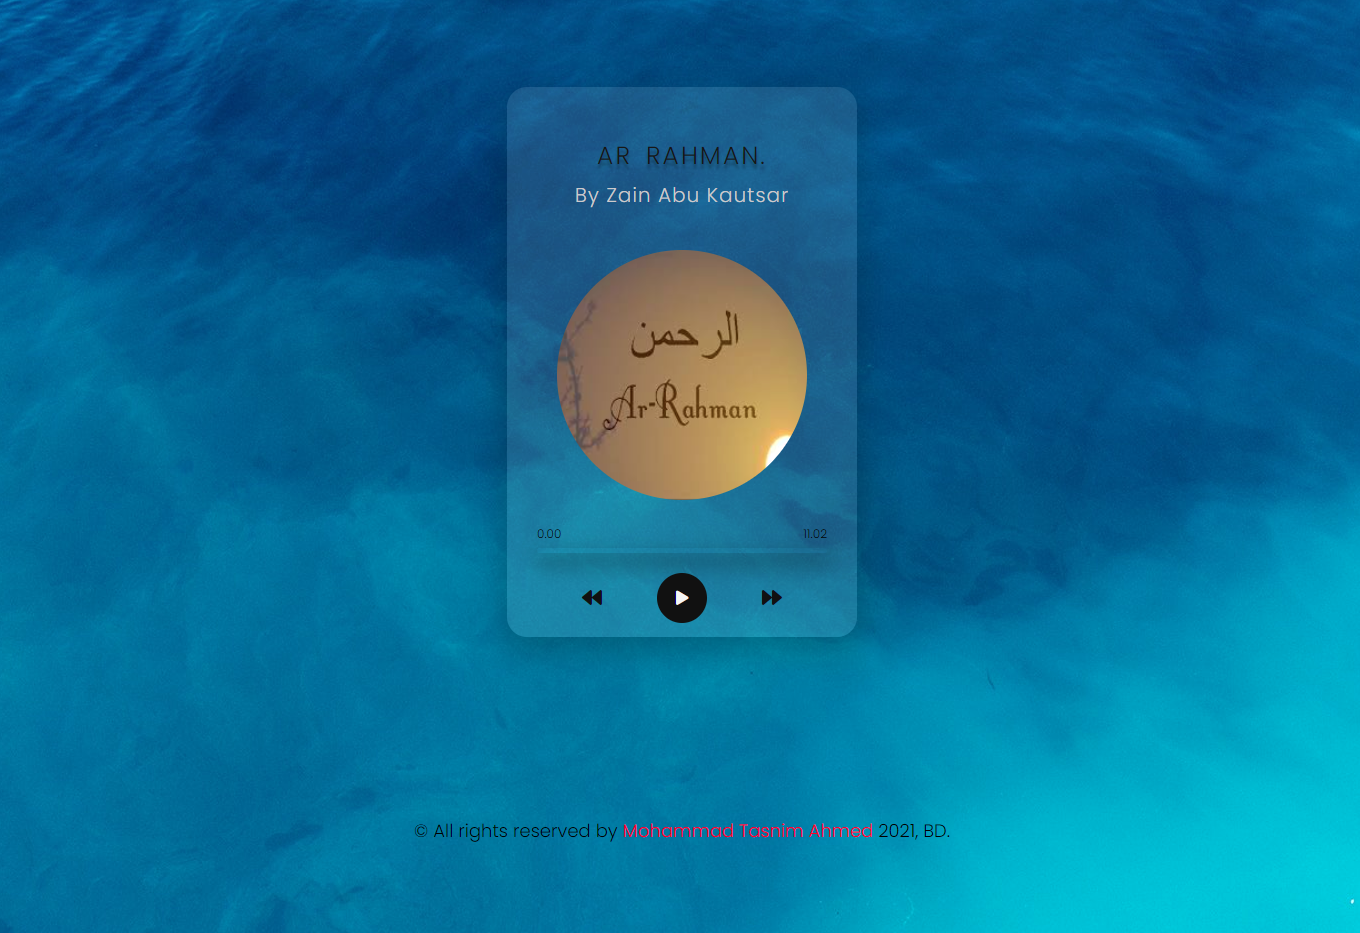 AR RAHMAN.
By Zain Abu Kautsar
الرحمن
Ar-Rahman
0.00 11.02
© All rights reserved by Mohammad Tasnim Ahmed 2021, BD.